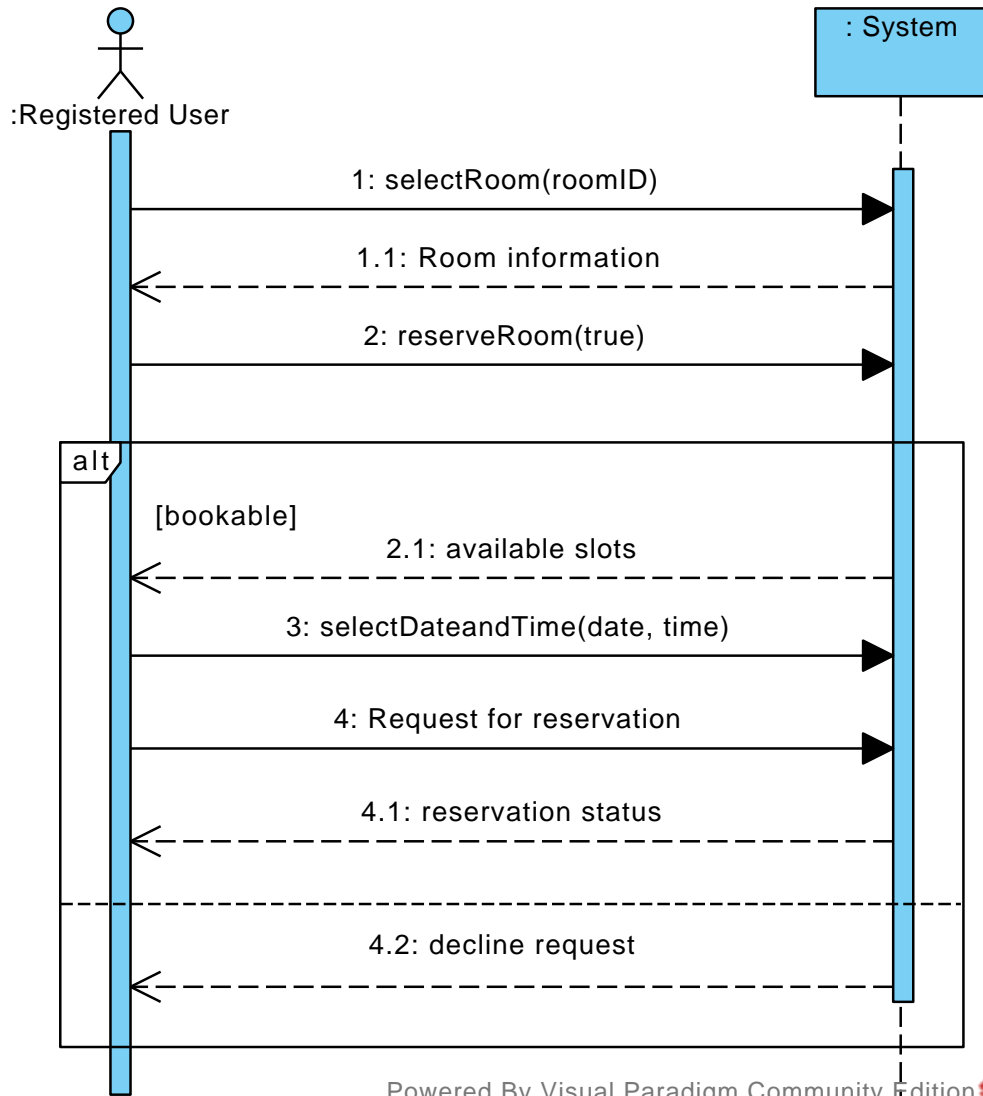 : System
:Registered User
1: selectRoom(roomID)
1.1: Room information
2: reserveRoom(true)
alt
[bookable]
2.1: available slots
3: selectDateandTime(date, time)
4: Request for reservation
4.1: reservation status
4.2: decline request
Powered By Visual Paradigm Community Edition